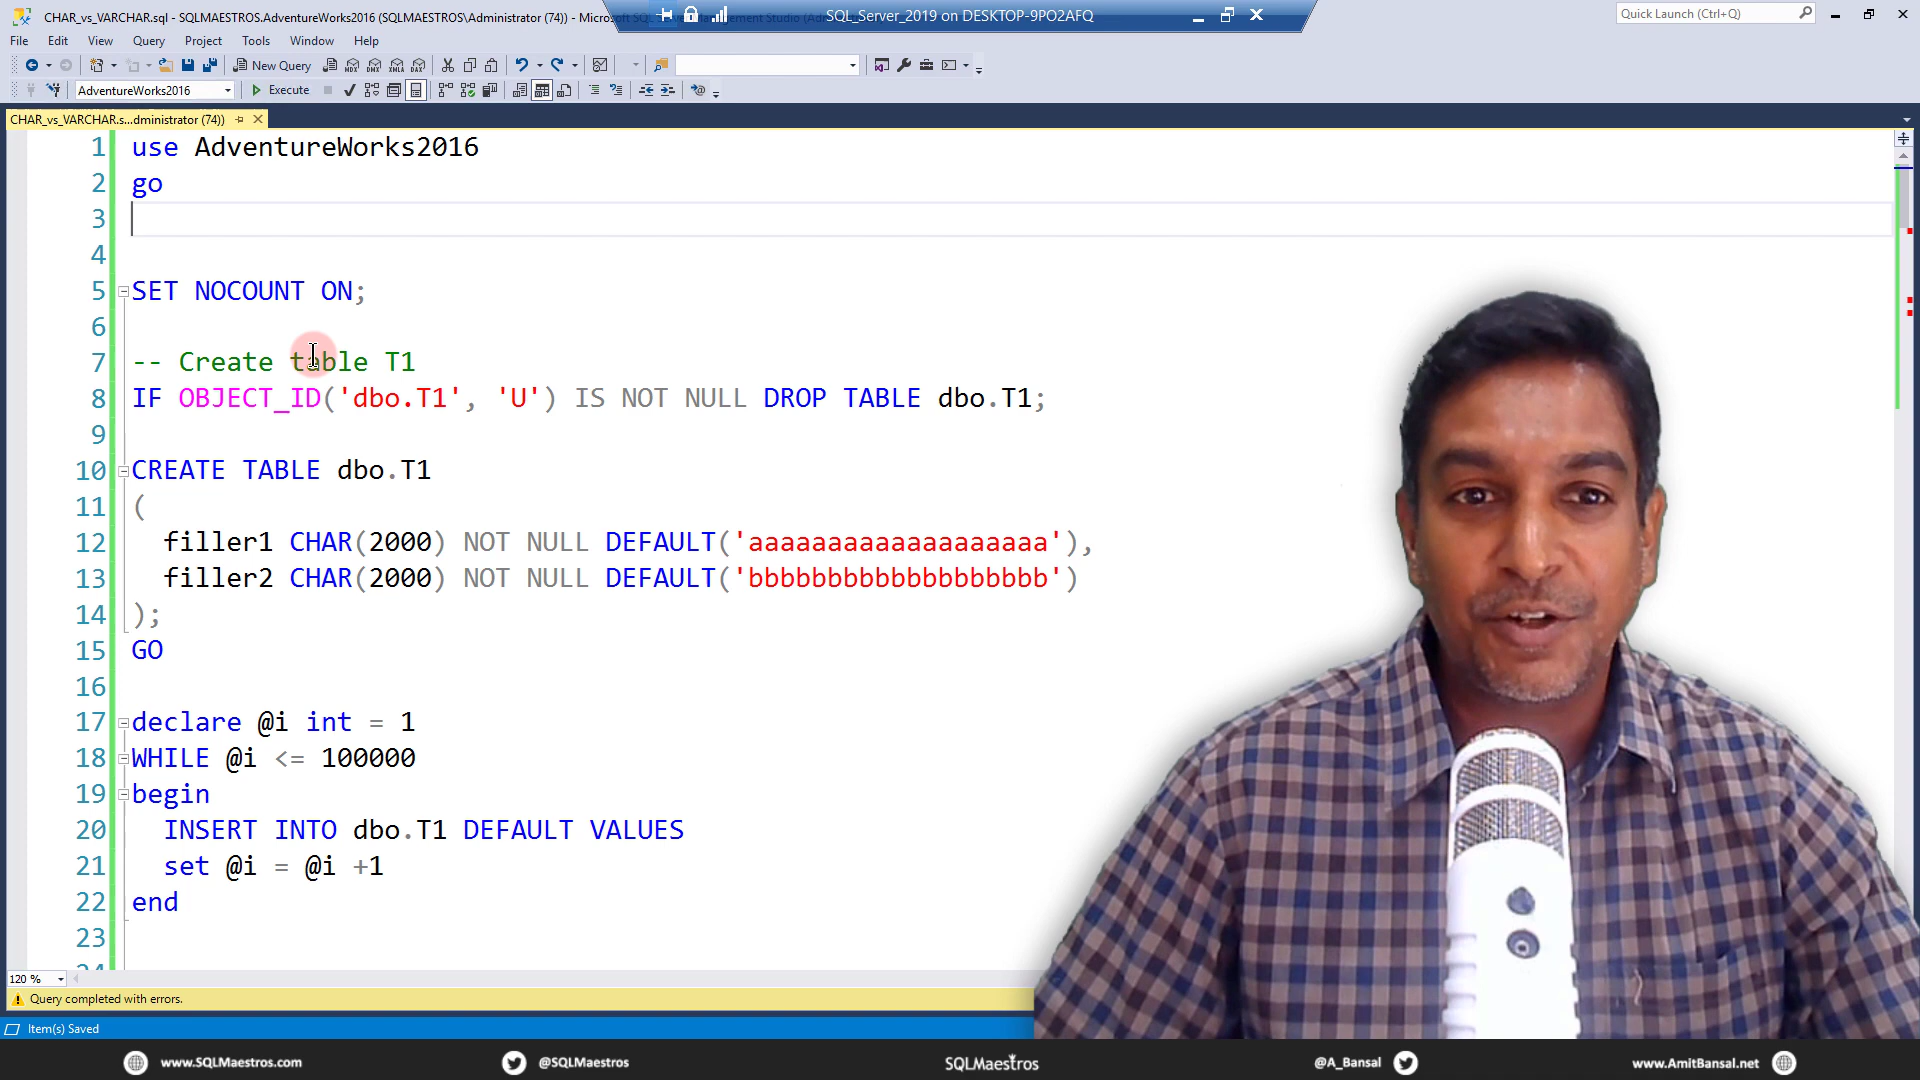 CHAR_vs_VARCHAR.sql - SQLMAESTROS.AdventureWorks2016 (SQLMAESTROS\Administrator (74)) - Micros
SQL_Server_2019 on DESKTOP-9PO2AFQ
Quick Launch (Ctrl+Q)
File Edit View Query Project Tools Window Help
New Query
AdventureWorks2016
Execute
CHAR_vs_VARCHAR.s...dministrator (74))
1 use AdventureWorks2016
2 go
3
4
5 SET NOCOUNT ON;
6
7 -- Create table T1
8 IF OBJECT_ID('dbo.T1', 'U') IS NOT NULL DROP TABLE dbo.T1;
9
10 CREATE TABLE dbo.T1
11 (
12 filler1 CHAR(2000) NOT NULL DEFAULT('aaaaaaaaaaaaaaaaaaa'),
13 filler2 CHAR(2000) NOT NULL DEFAULT('bbbbbbbbbbbbbbbbbbb')
14 );
15 GO
16
17 declare @i int = 1
18 WHILE @i <= 100000
19 begin
20 INSERT INTO dbo.T1 DEFAULT VALUES
21 set @i = @i +1
22 end
23
120 %
Query completed with errors.
Item(s) Saved
www.SQLMaestros.com @SQLMaestros SQLMaestros @A_Bansal www.AmitBansal.net